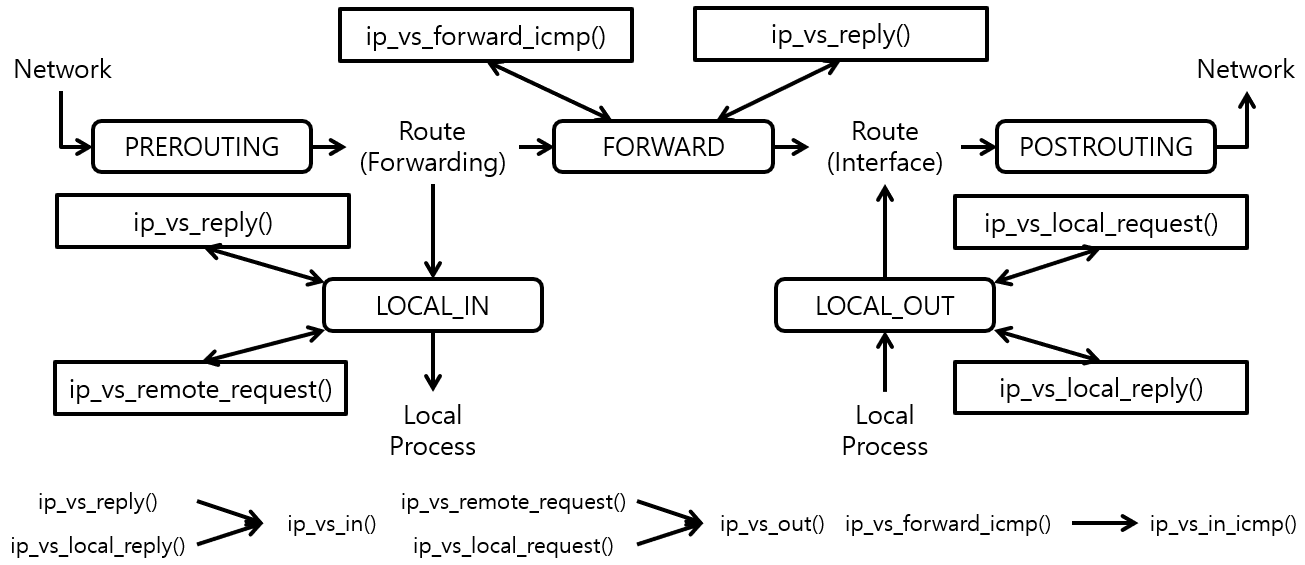 ip_vs_forward_icmp()
ip_vs_reply()
Network
Network
PREROUTING
Route
(Forwarding)
FORWARD
Route
(Interface)
POSTROUTING
ip_vs_reply()
ip_vs_local_request()
LOCAL_IN
LOCAL_OUT
ip_vs_remote_request()
ip_vs_local_reply()
Local
Process
Local
Process
ip_vs_reply()
ip_vs_local_reply()
ip_vs_in()
ip_vs_remote_request()
ip_vs_local_request()
ip_vs_out()
ip_vs_forward_icmp()
ip_vs_in_icmp()